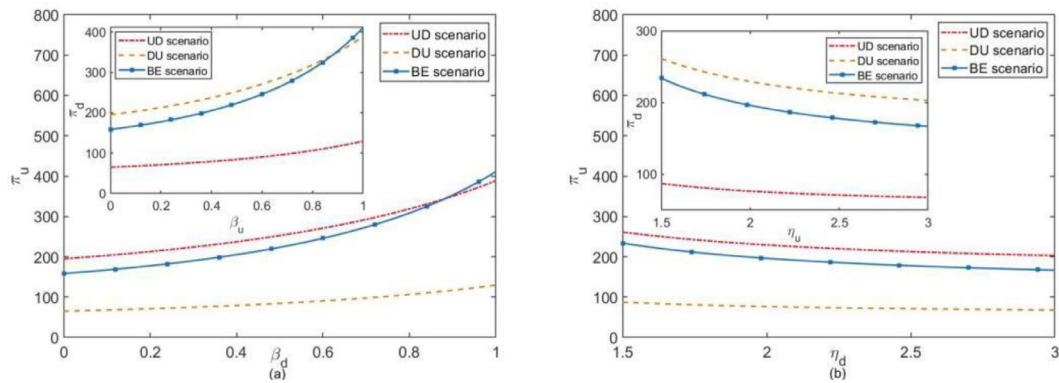 800
700
600
500
400
300
200
100
0
π_u
0 0.2 0.4 0.6 0.8 1
β_d
(a)
UD scenario
DU scenario
BE scenario
400
300
200
100
0
π_d
0 0.2 0.4 0.6 0.8 1
β_u
UD scenario
DU scenario
BE scenario
800
700
600
500
400
300
200
100
0
π_u
1.5 2 2.5 3
η_d
(b)
UD scenario
DU scenario
BE scenario
300
200
100
π_d
1.5 2 2.5 3
η_u
UD scenario
DU scenario
BE scenario